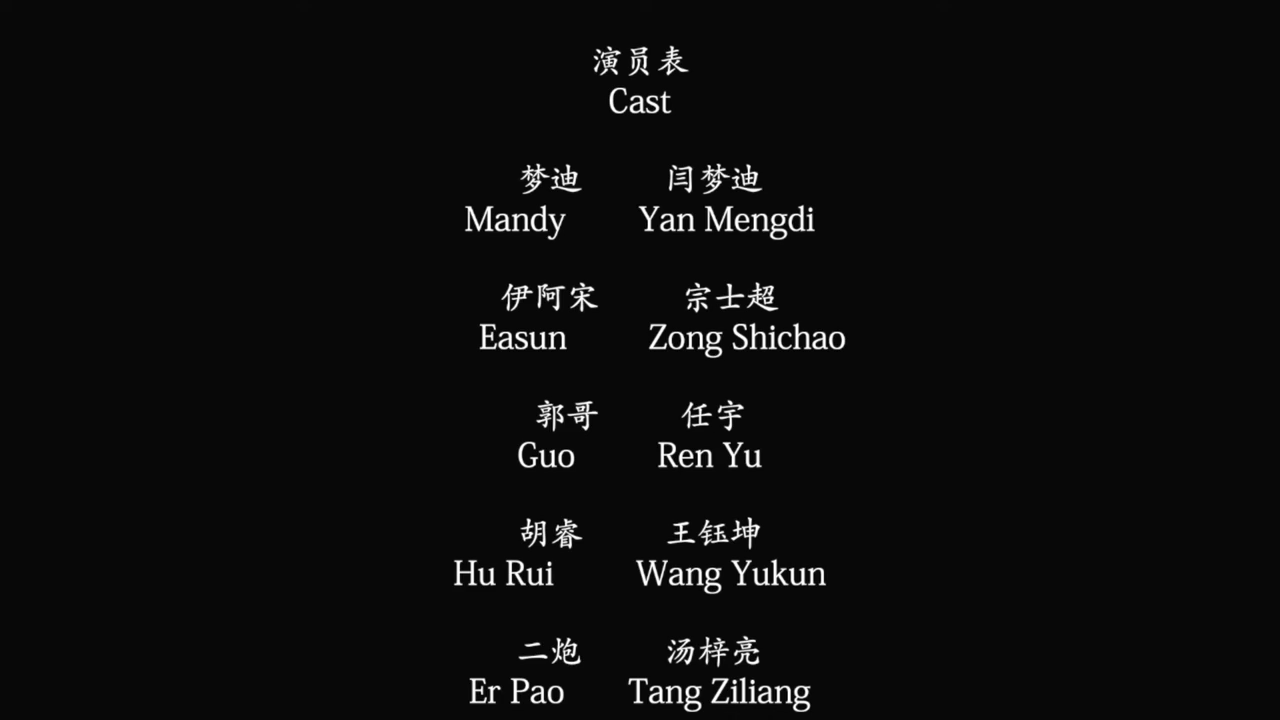 演员表
Cast
梦迪 闫梦迪
Mandy Yan Mengdi
伊阿宋 宗士超
Easun Zong Shichao
郭哥 任宇
Guo Ren Yu
胡睿 王钰坤
Hu Rui Wang Yukun
二炮 汤梓亮
Er Pao Tang Ziliang